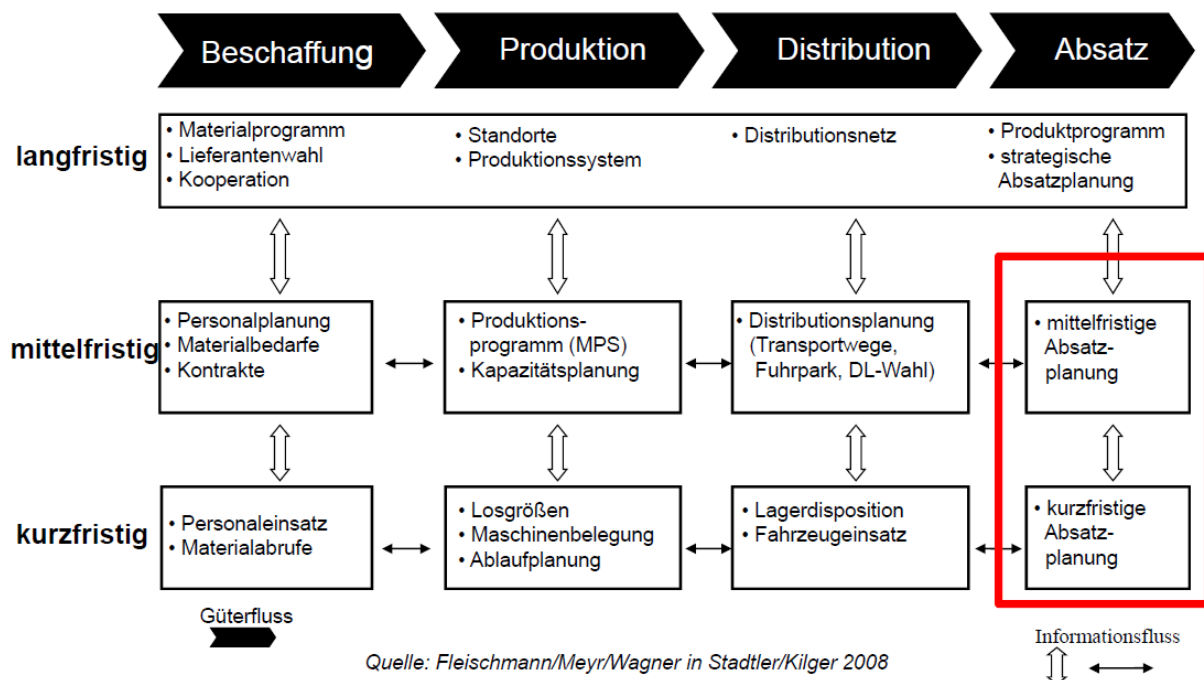 Beschaffung
Produktion
Distribution
Absatz
langfristig
• Materialprogramm
• Lieferantenwahl
• Kooperation
• Standorte
• Produktionssystem
• Distributionsnetz
• Produktprogramm
• strategische
Absatzplanung
mittelfristig
• Personalplanung
• Materialbedarfe
• Kontrakte
• Produktions-
programm (MPS)
• Kapazitätsplanung
• Distributionsplanung
(Transportwege,
Fuhrpark, DL-Wahl)
• mittelfristige
Absatz-
planung
kurzfristig
• Personaleinsatz
• Materialabrufe
• Losgrößen
• Maschinenbelegung
• Ablaufplanung
• Lagerdisposition
• Fahrzeugeinsatz
• kurzfristige
Absatz-
planung
Güterfluss
Quelle: Fleischmann/Meyr/Wagner in Stadtler/Kilger 2008
Informationsfluss